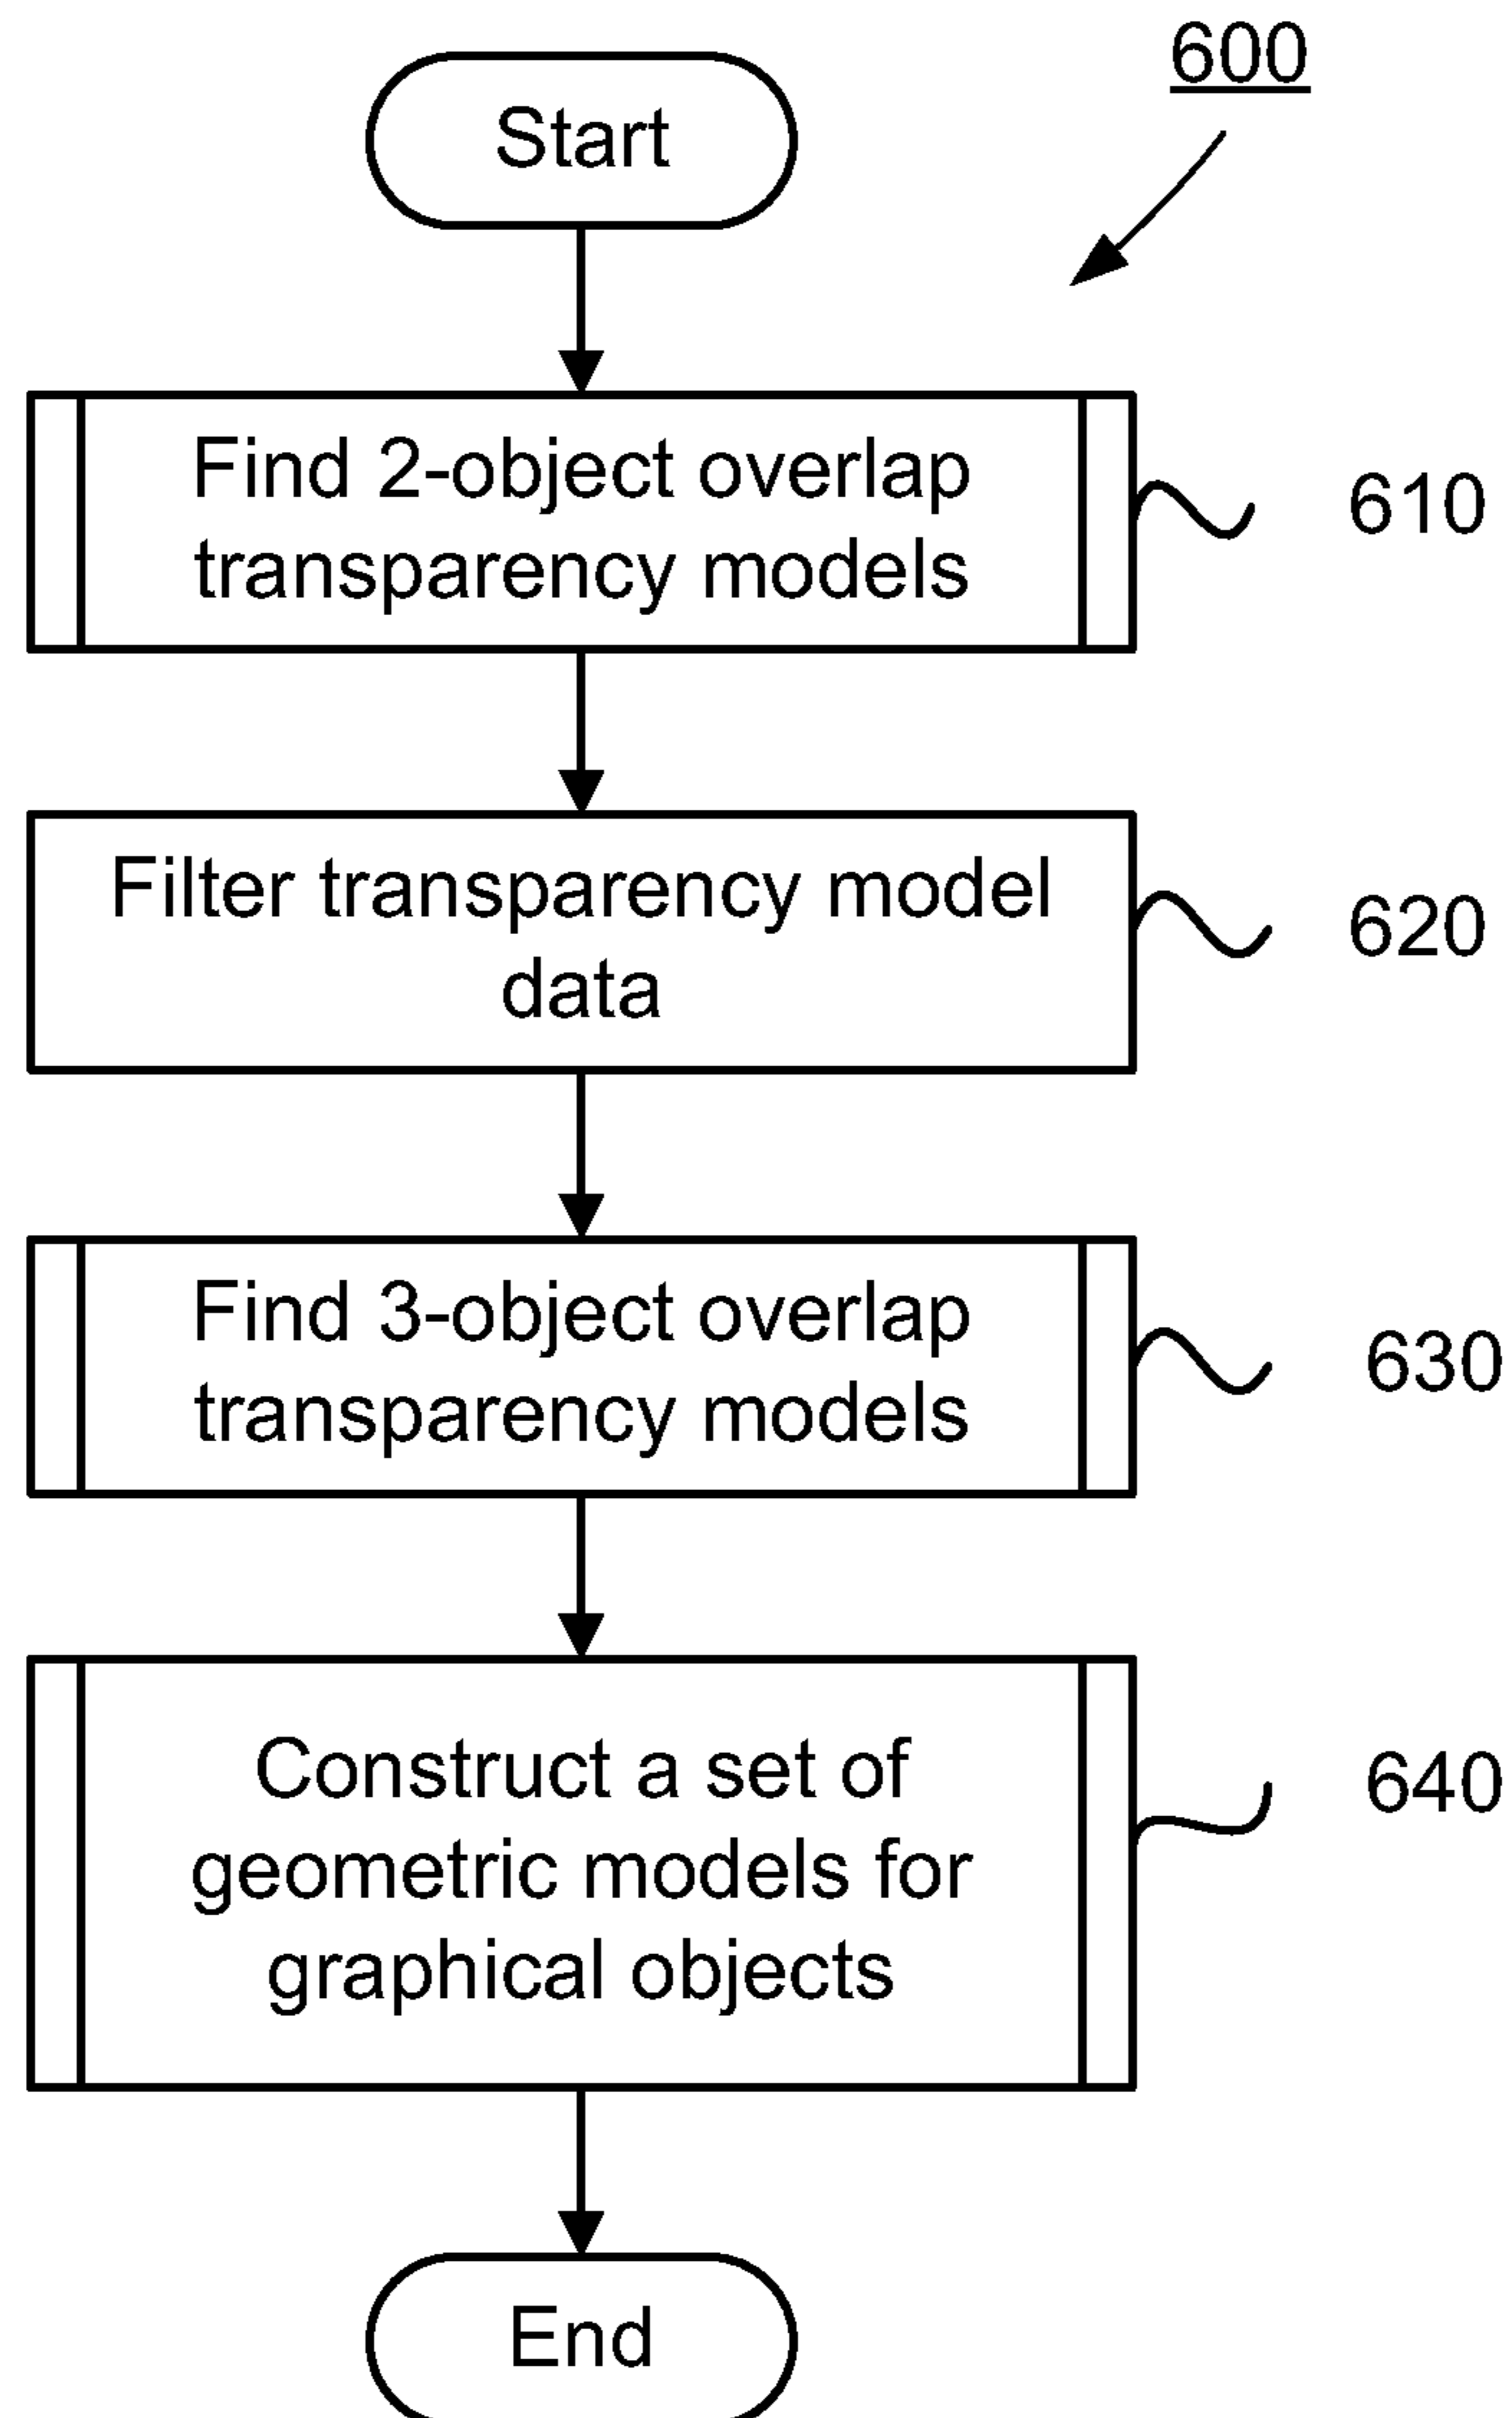 600
Start
Find 2-object overlap
transparency models
610
Filter transparency model
data
620
Find 3-object overlap
transparency models
630
Construct a set of
geometric models for
graphical objects
640
End